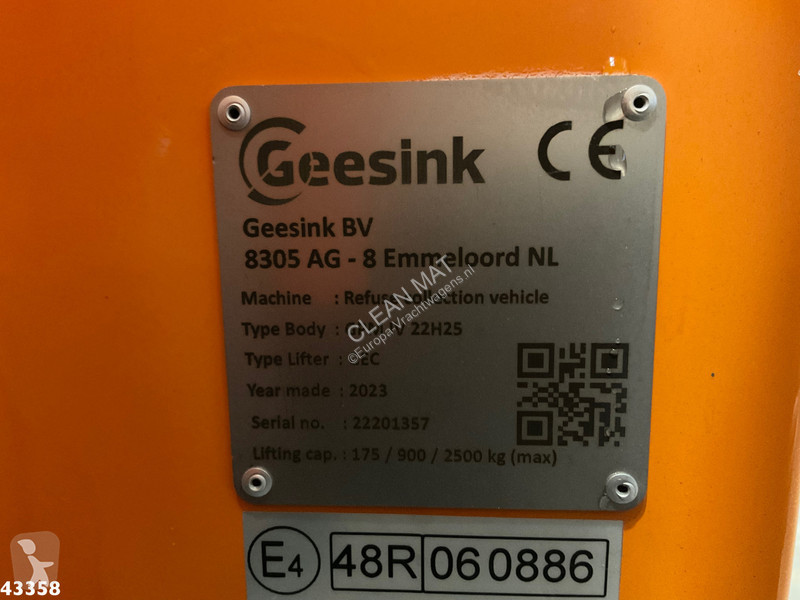 Geesink CE
Geesink BV
8305 AG - 8 Emmeloord NL
Machine : Refuse collection vehicle
Type Body : 22H25
Type Lifter : GEC
Year made : 2023
Serial no. : 22201357
Lifting cap. : 175 / 900 / 2500 kg (max)
CLEAN MAT
©Europa-Vrachtwagens.nl
E4 48R 060886
43358